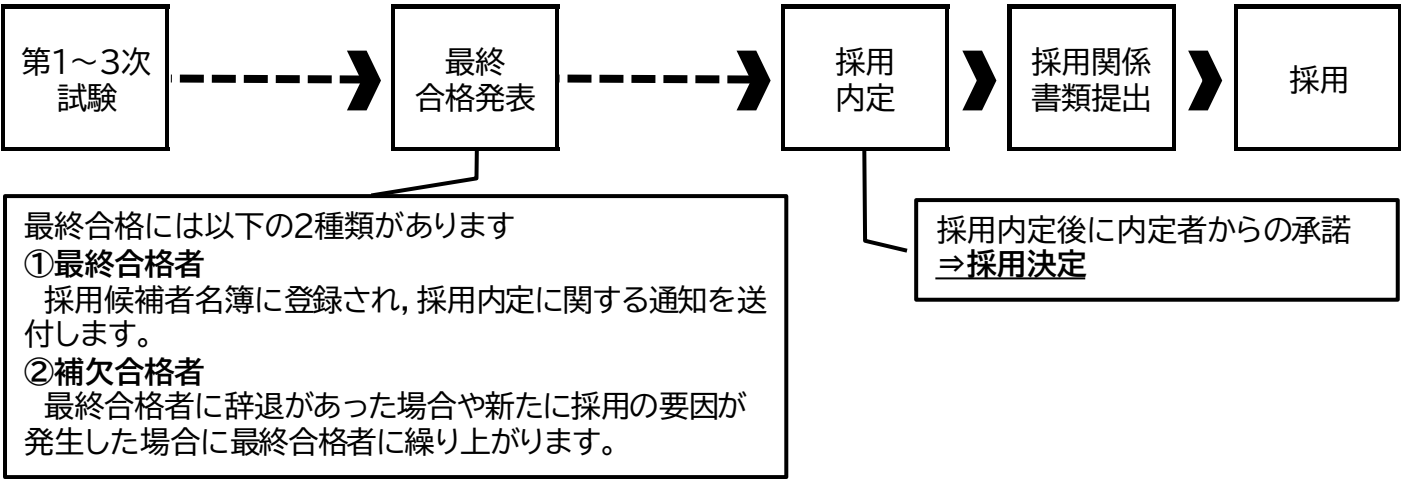 第1～3次
試験
最終
合格発表
採用
内定
採用関係
書類提出
採用
最終合格には以下の2種類があります
①最終合格者
採用候補者名簿に登録され，採用内定に関する通知を送
付します。
②補欠合格者
最終合格者に辞退があった場合や新たに採用の要因が
発生した場合に最終合格者に繰り上がります。
採用内定後に内定者からの承諾
⇒採用決定